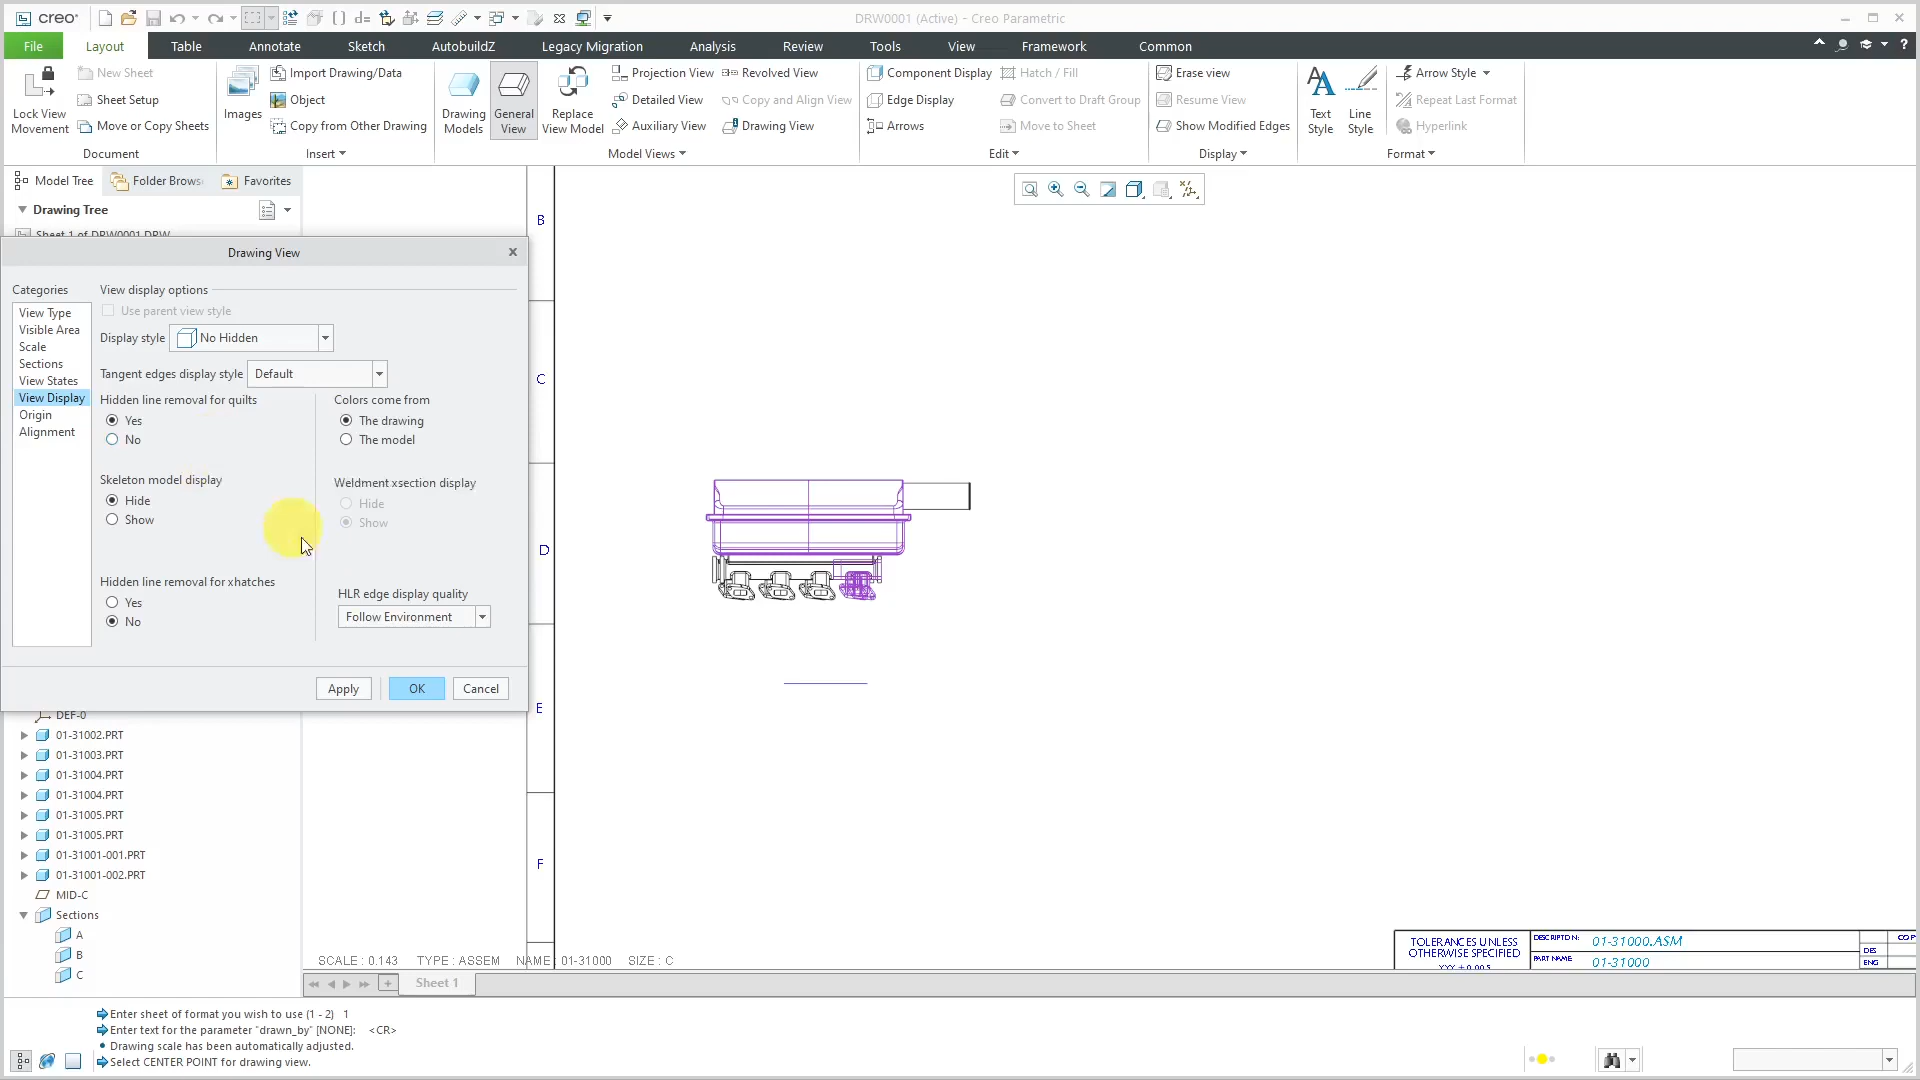 creo*
DRW0001 (Active) - Creo Parametric
File Layout Table Annotate Sketch AutobuildZ Legacy Migration Analysis Review Tools View Framework Common
Lock View Movement
New Sheet
Sheet Setup
Move or Copy Sheets
Document
Images
Import Drawing/Data
Object
Copy from Other Drawing
Insert
Drawing Models
General View
Replace View Model
Projection View
Detailed View
Auxiliary View
Revolved View
Copy and Align View
Drawing View
Model Views
Component Display
Edge Display
Arrows
Hatch / Fill
Convert to Draft Group
Move to Sheet
Edit
Erase view
Resume View
Show Modified Edges
Display
Text Style
Line Style
Arrow Style
Repeat Last Format
Hyperlink
Format
Model Tree Folder Brows Favorites
Drawing Tree
Sheet 1 of DRW0001.DRW
Drawing View
Categories
View Type
Visible Area
Scale
Sections
View States
View Display
Origin
Alignment
View display options
Use parent view style
Display style No Hidden
Tangent edges display style Default
Hidden line removal for quilts
Yes
No
Colors come from
The drawing
The model
Skeleton model display
Hide
Show
Weldment xsection display
Hide
Show
Hidden line removal for xhatches
Yes
No
HLR edge display quality
Follow Environment
Apply OK Cancel
DEF-0
01-31002.PRT
01-31003.PRT
01-31004.PRT
01-31004.PRT
01-31005.PRT
01-31005.PRT
01-31001-001.PRT
01-31001-002.PRT
MID-C
Sections
A
B
C
B
C
D
E
F
TOLERANCES UNLESS
OTHERWISE SPECIFIED
DESCRIPTION: 01-31000.ASM
PART NAME: 01-31000
DES
ENG
COP
SCALE : 0.143 TYPE : ASSEM NAME : 01-31000 SIZE : C
Sheet 1
Enter sheet of format you wish to use (1 - 2) 1
Enter text for the parameter "drawn_by" [NONE]: <CR>
Drawing scale has been automatically adjusted.
Select CENTER POINT for drawing view.